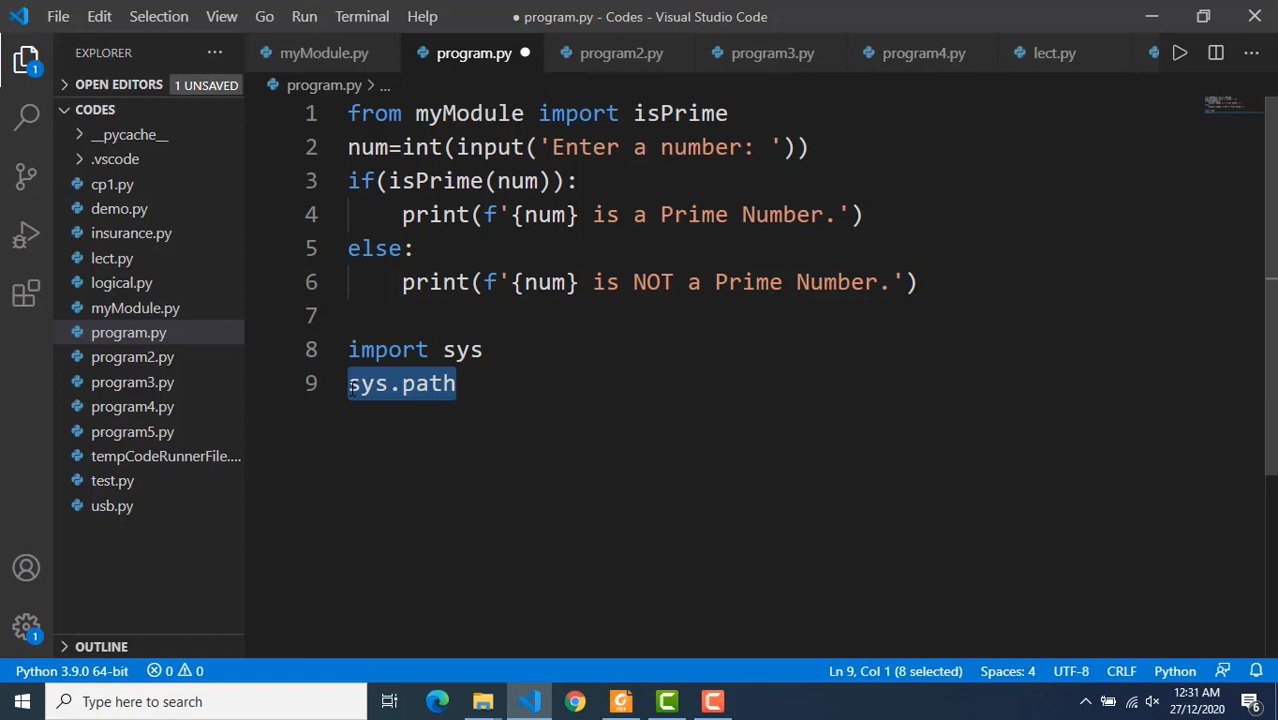 File Edit Selection View Go Run Terminal Help
● program.py - Codes - Visual Studio Code
EXPLORER ...
myModule.py program.py ● program2.py program3.py program4.py lect.py ...
OPEN EDITORS 1 UNSAVED
program.py > ...
CODES
__pycache__
.vscode
cp1.py
demo.py
insurance.py
lect.py
logical.py
myModule.py
program.py
program2.py
program3.py
program4.py
program5.py
tempCodeRunnerFile....
test.py
usb.py
OUTLINE
1 from myModule import isPrime
2 num=int(input('Enter a number: '))
3 if(isPrime(num)):
4 print(f'{num} is a Prime Number.')
5 else:
6 print(f'{num} is NOT a Prime Number.')
7
8 import sys
9 sys.path
1
1
Python 3.9.0 64-bit 0 0 Ln 9, Col 1 (8 selected) Spaces: 4 UTF-8 CRLF Python
Type here to search
12:31 AM
27/12/2020
6